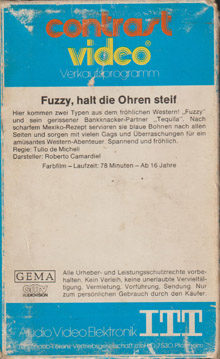 contrast
video
Verkaufsprogramm
Fuzzy, halt die Ohren steif
Hier kommen zwei Typen aus dem fröhlichen Western! „Fuzzy"
und sein gerissener Bankknacker-Partner „Tequila". Nach
scharfem Mexiko-Rezept servieren sie blaue Bohnen nach allen
Seiten und sorgen mit vielen Gags und Überraschungen für ein
amüsantes Western-Abenteuer. Spannend und fröhlich.
Regie: Tulio de Micheli
Darsteller: Roberto Camardiel
Farbfilm – Laufzeit: 78 Minuten – Ab 16 Jahre
GEMA
Alle Urheber- und Leistungsschutzrechte vorbe-
halten. Kein Verleih, keine unerlaubte Vervielfäl-
tigung, Vermietung, Vorführung, Sendung. Nur
zum persönlichen Gebrauch durch den Käufer
Audio Video Elektronik ITT
Vertriebsgesellschaft 7530 Pforzheim